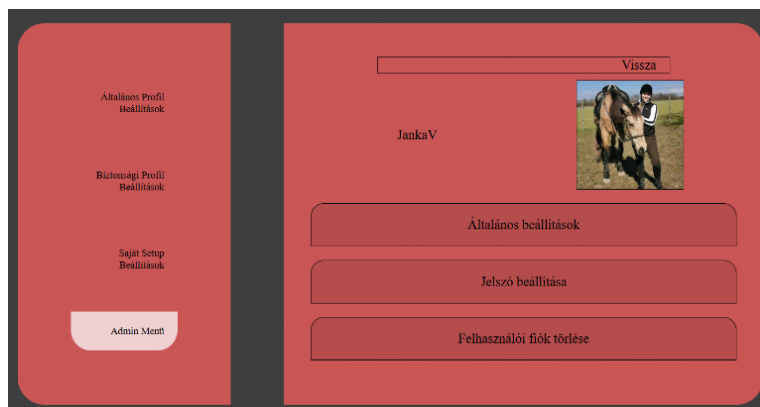 Általános Profil
Beállítások
Biztonsági Profil
Beállítások
Saját Setup
Beállítások
Admin Menü
Vissza
JankaV
Általános beállítások
Jelszó beállítása
Felhasználói fiók törlése